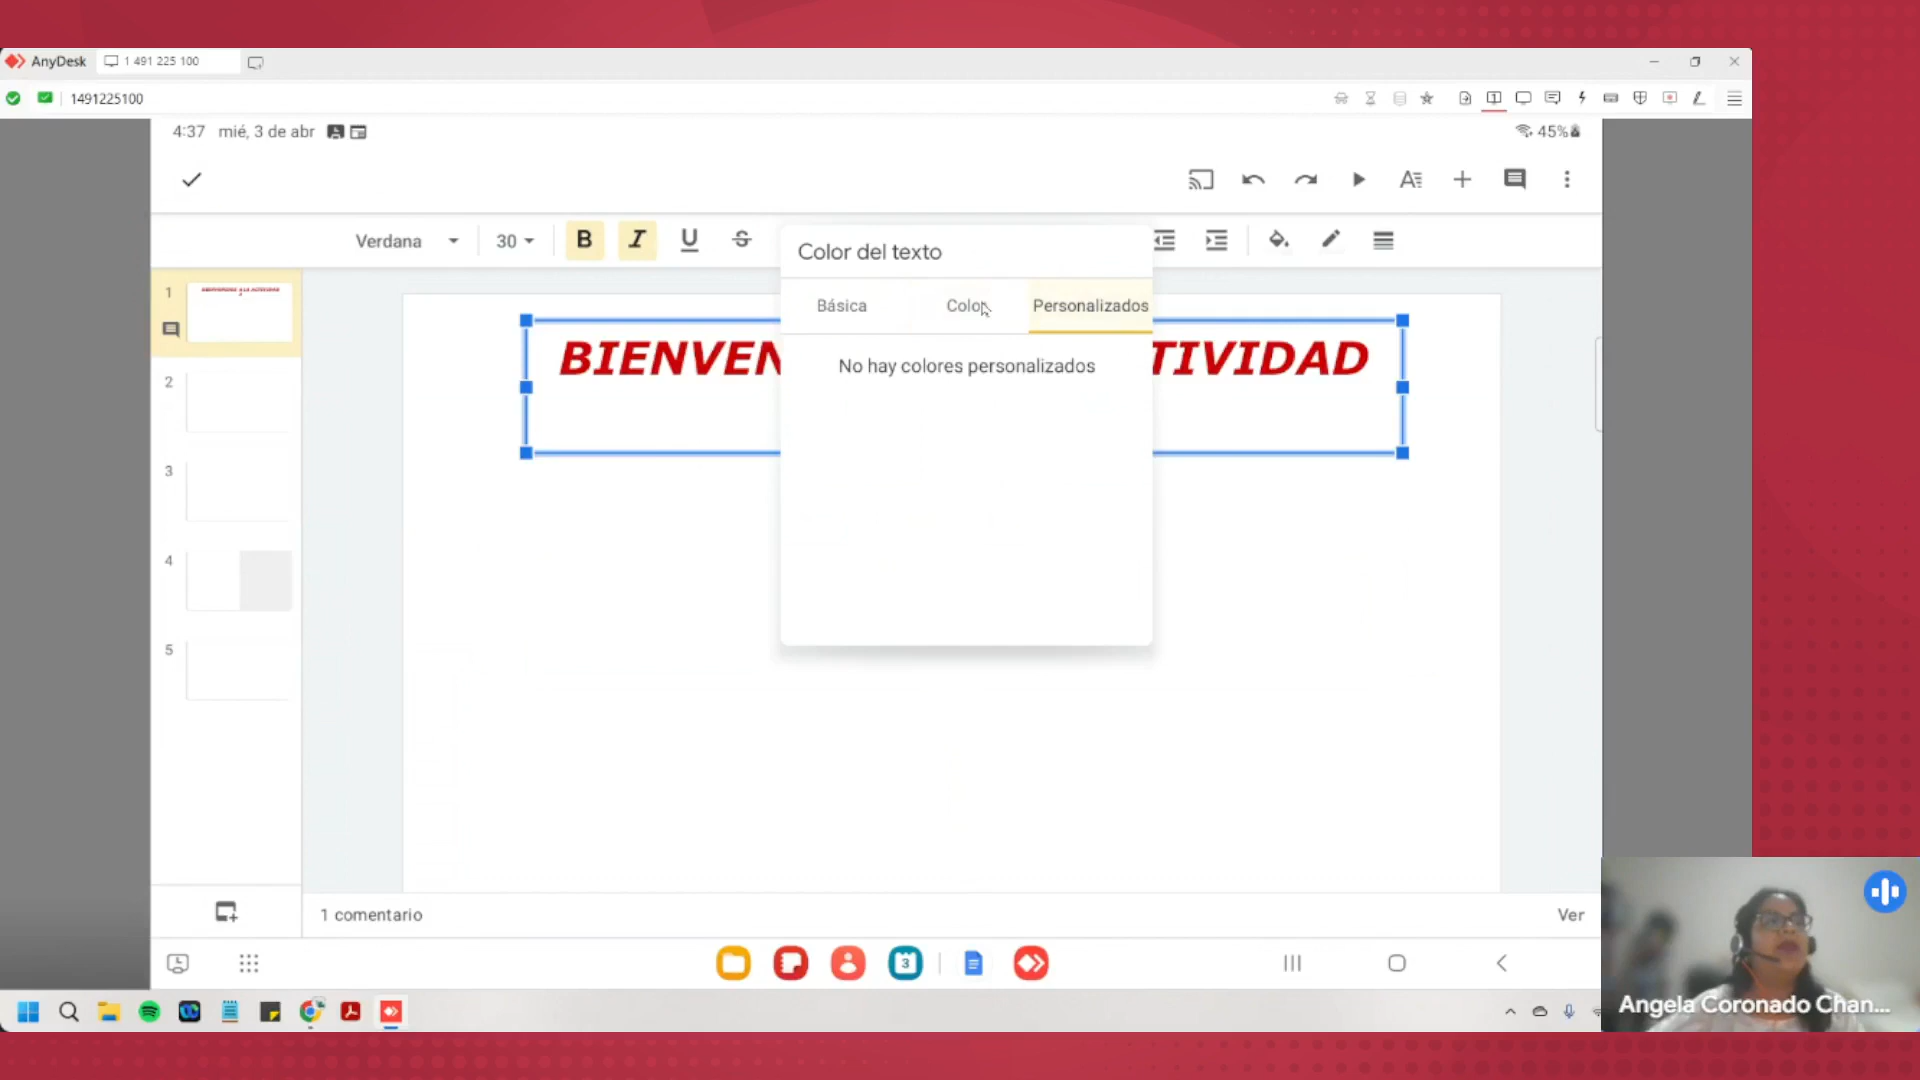 AnyDesk
1 491 225 100
1491225100
4:37 mié, 3 de abr
45%
Verdana
30
B
I
U
S
Color del texto
Básica
Color
Personalizados
No hay colores personalizados
BIENVEN
TIVIDAD
1
2
3
4
5
1 comentario
Ver
3
Angela Coronado Chan...